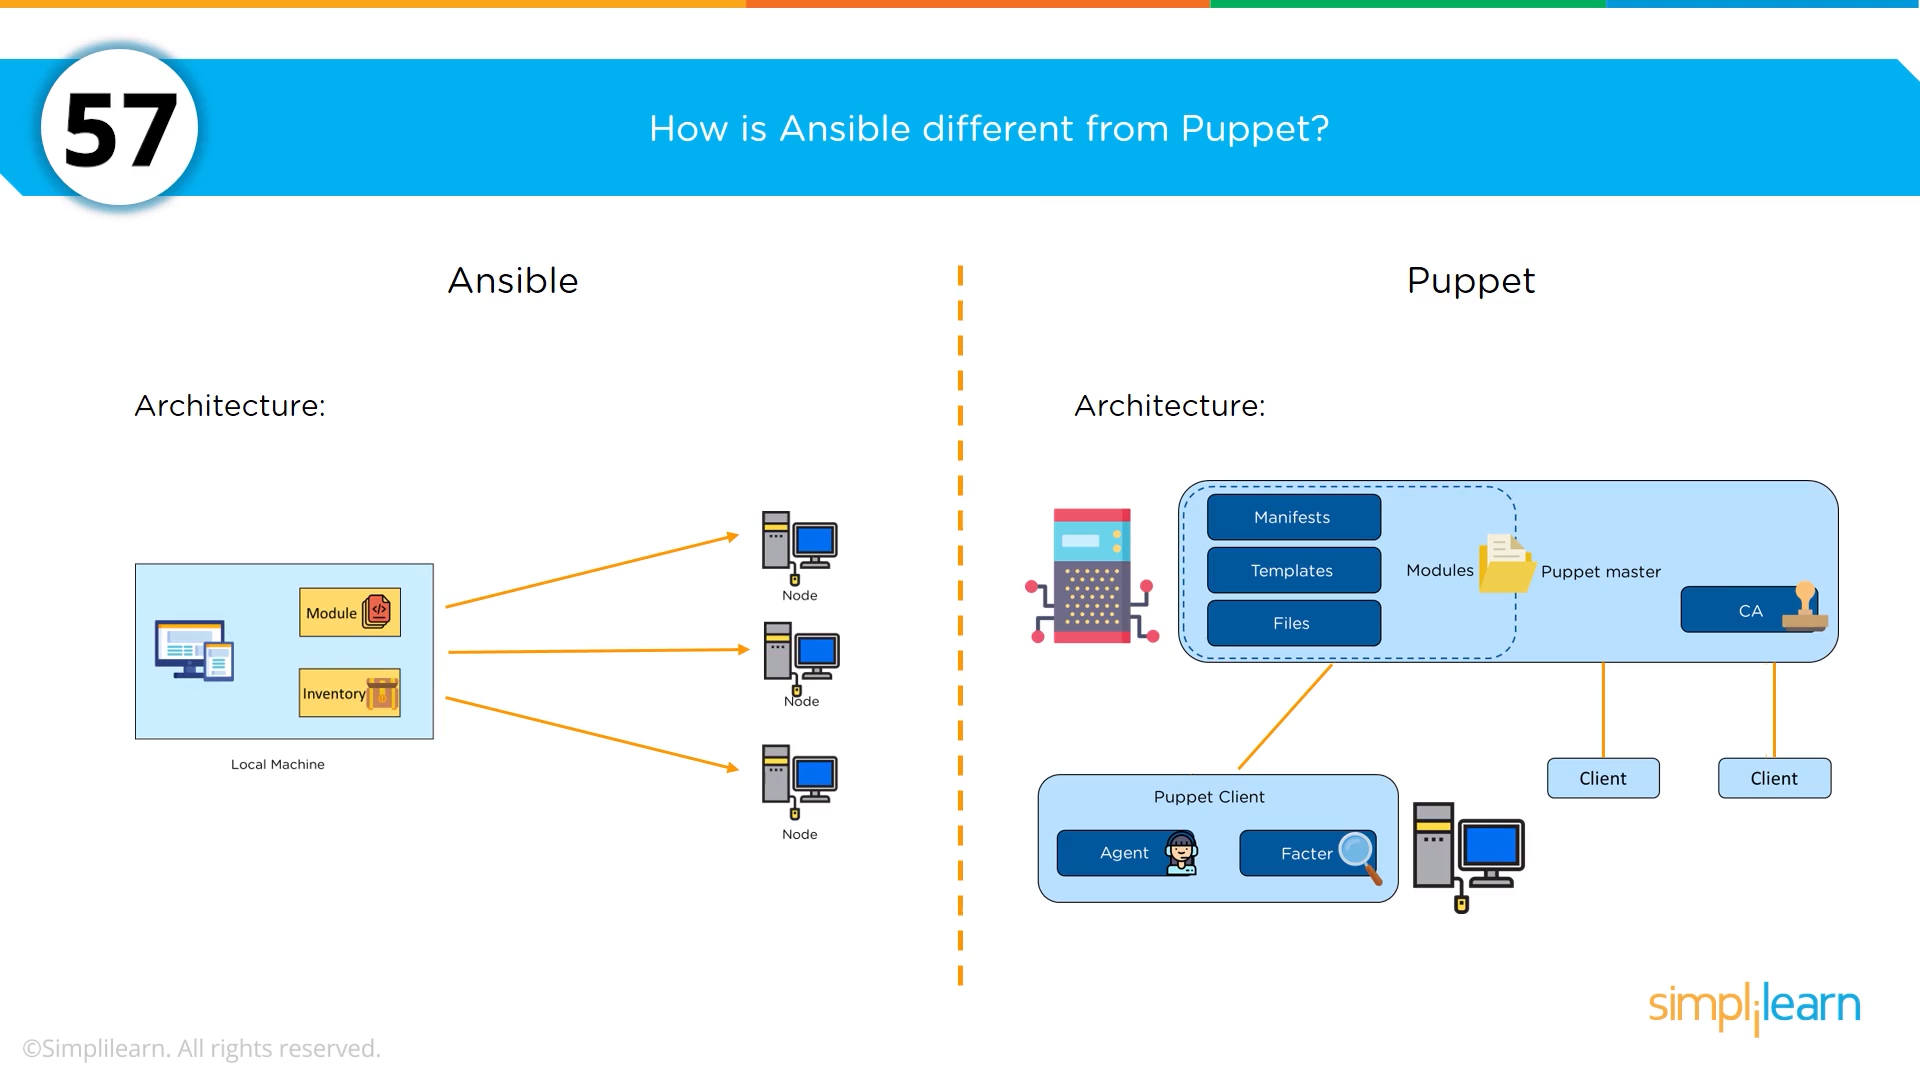 57
How is Ansible different from Puppet?
Ansible
Architecture:
Module
Inventory
Local Machine
Node
Node
Node
Puppet
Architecture:
Manifests
Templates
Files
Modules
Puppet master
CA
Puppet Client
Agent
Facter
Client
Client
simplilearn
©Simplilearn. All rights reserved.